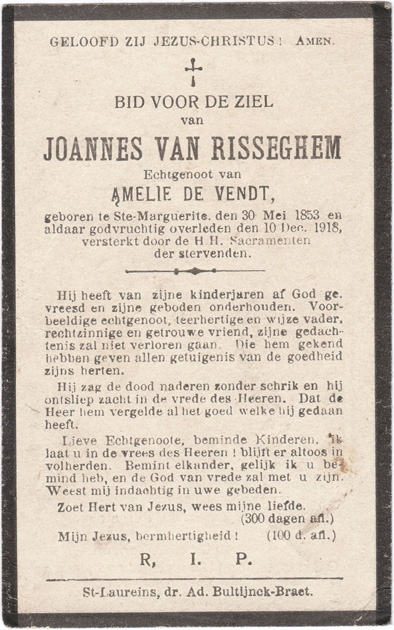 GELOOFD ZIJ JEZUS-CHRISTUS! AMEN.
BID VOOR DE ZIEL
van
JOANNES VAN RISSEGHEM
Echtgenoot van
AMELIE DE VENDT,
geboren te Ste-Marguerite, den 30 Mei 1853 en
aldaar godvruchtig overleden den 10 Dec. 1918,
versterkt door de H.H. Sacramenten
der stervenden.
Hij heeft van zijne kinderjaren af God ge-
vreesd en zijne geboden onderhouden. Voor-
beeldige echtgenoot, teerhertige en wijze vader,
rechtzinnige en getrouwe vriend, zijne gedach-
tenis zal niet verloren gaan. Die hem gekend
hebben geven allen getuigenis van de goedheid
zijns herten.
Hij zag de dood naderen zonder schrik en hij
ontsliep zacht in de vrede des Heeren. Dat de
Heer hem vergelde al het goed welke hij gedaan
heeft.
Lieve Echtgenoote, beminde Kinderen, ik
laat u in de vrees des Heeren! blijft er altoos in
volherden. Bemint elkander, gelijk ik u be-
mind heb, en de God van vrede zal met u zijn.
Weest mij indachtig in uwe gebeden.
Zoet Hert van Jezus, wees mijne liefde.
(300 dagen afl.)
Mijn Jezus, bermhertigheid! (100 d. afl.)
R, I. P.
St-Laureins, dr. Ad. Bultijnck-Braet.